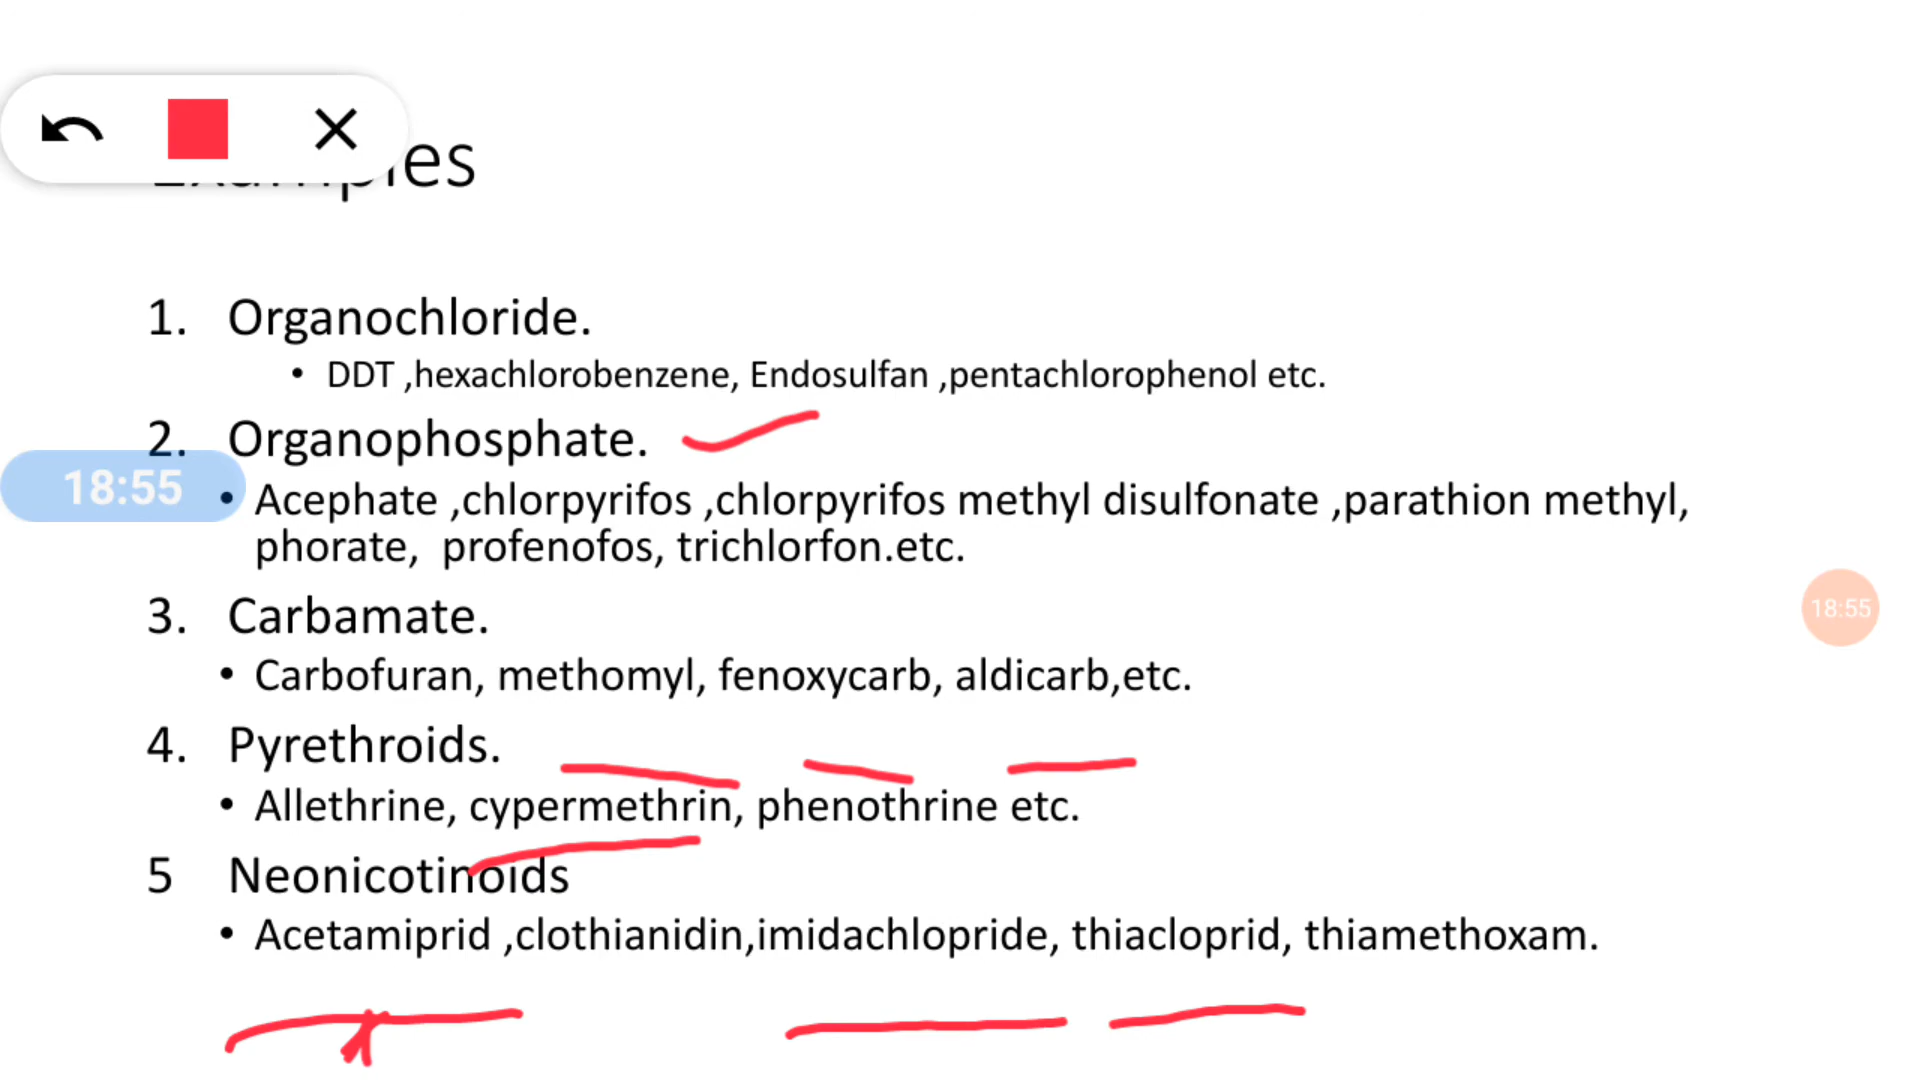 Examples
1. Organochloride.
• DDT ,hexachlorobenzene, Endosulfan ,pentachlorophenol etc.
2. Organophosphate.
18:55
• Acephate ,chlorpyrifos ,chlorpyrifos methyl disulfonate ,parathion methyl,
phorate, profenofos, trichlorfon.etc.
18:55
3. Carbamate.
• Carbofuran, methomyl, fenoxycarb, aldicarb,etc.
4. Pyrethroids.
• Allethrine, cypermethrin, phenothrine etc.
5 Neonicotinoids
• Acetamiprid ,clothianidin,imidachlopride, thiacloprid, thiamethoxam.